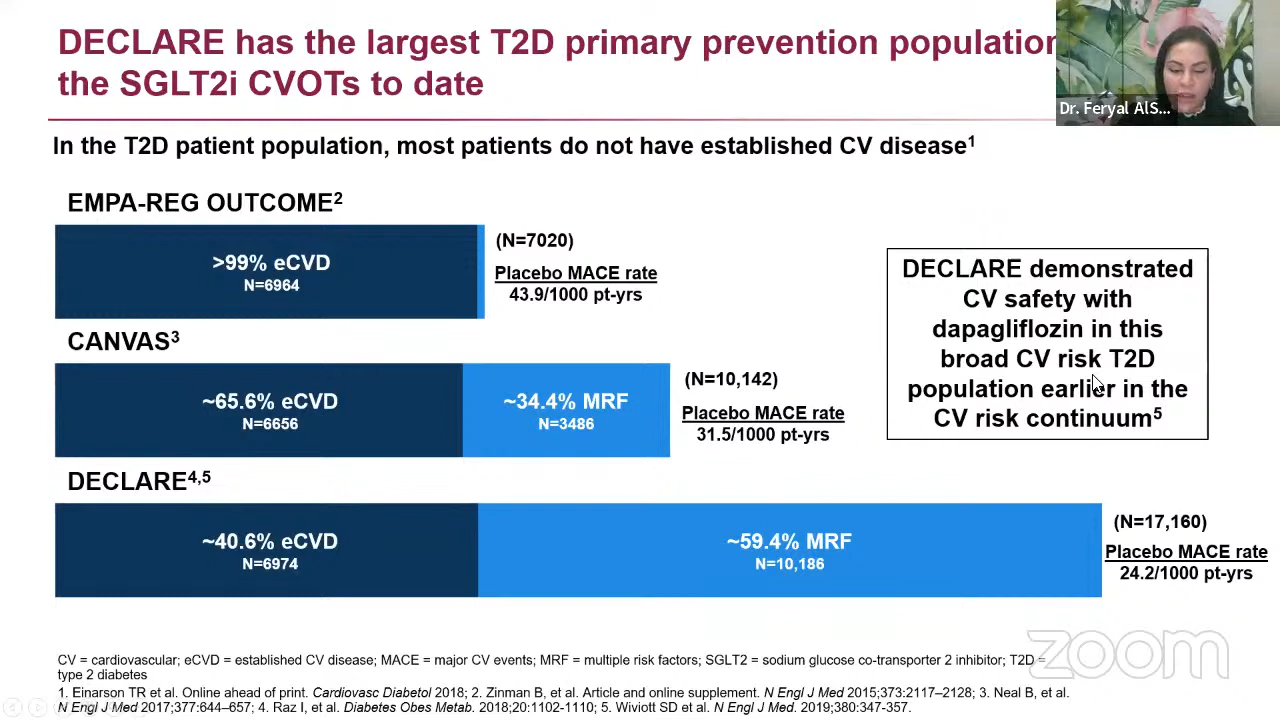 DECLARE has the largest T2D primary prevention population
the SGLT2i CVOTs to date
Dr. Feryal AlS...
In the T2D patient population, most patients do not have established CV disease¹
EMPA-REG OUTCOME²
>99% eCVD
N=6964
(N=7020)
Placebo MACE rate
43.9/1000 pt-yrs
CANVAS³
~65.6% eCVD
N=6656
~34.4% MRF
N=3486
(N=10,142)
Placebo MACE rate
31.5/1000 pt-yrs
DECLARE demonstrated
CV safety with
dapagliflozin in this
broad CV risk T2D
population earlier in the
CV risk continuum⁵
DECLARE⁴,⁵
~40.6% eCVD
N=6974
~59.4% MRF
N=10,186
(N=17,160)
Placebo MACE rate
24.2/1000 pt-yrs
zoom
CV = cardiovascular; eCVD = established CV disease; MACE = major CV events; MRF = multiple risk factors; SGLT2 = sodium glucose co-transporter 2 inhibitor; T2D =
type 2 diabetes
1. Einarson TR et al. Online ahead of print. Cardiovasc Diabetol 2018; 2. Zinman B, et al. Article and online supplement. N Engl J Med 2015;373:2117–2128; 3. Neal B, et al.
N Engl J Med 2017;377:644–657; 4. Raz I, et al. Diabetes Obes Metab. 2018;20:1102-1110; 5. Wiviott SD et al. N Engl J Med. 2019;380:347-357.